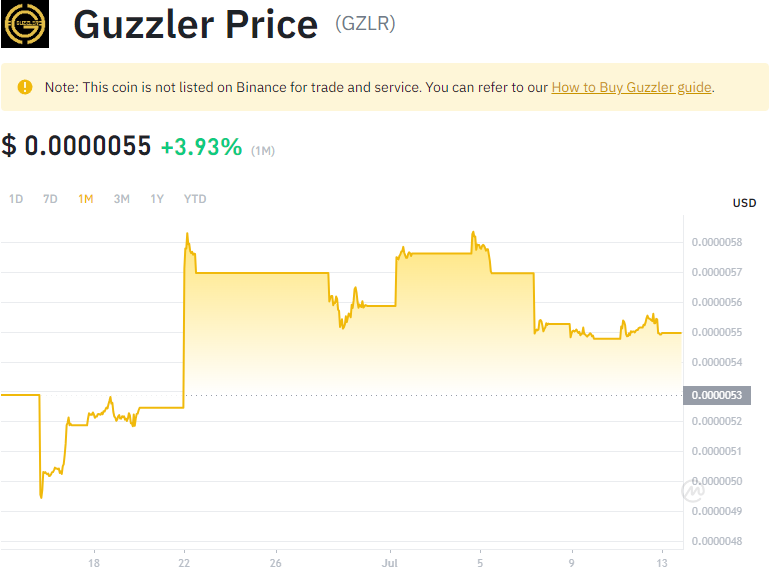 GUZZLER
Guzzler Price (GZLR)
Note: This coin is not listed on Binance for trade and service. You can refer to our How to Buy Guzzler guide.
$ 0.0000055 +3.93% (1M)
1D 7D 1M 3M 1Y YTD
USD
0.0000058
0.0000057
0.0000056
0.0000055
0.0000054
0.0000053
0.0000052
0.0000051
0.0000050
0.0000049
0.0000048
18 22 26 Jul 5 9 13